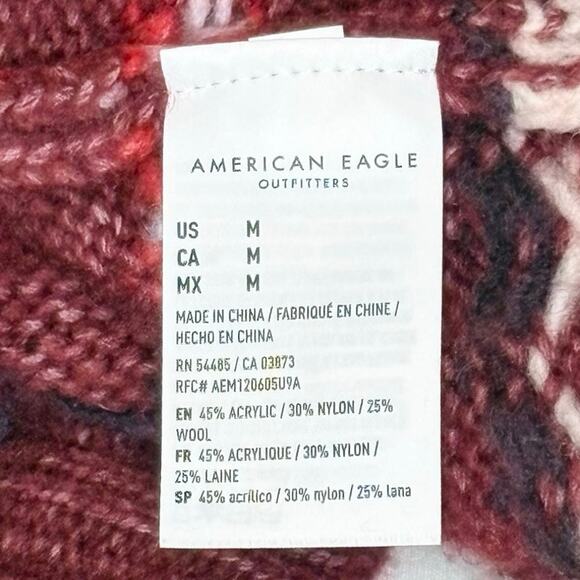 AMERICAN EAGLE
OUTFITTERS
US M
CA M
MX M
MADE IN CHINA / FABRIQUÉ EN CHINE /
HECHO EN CHINA
RN 54485 / CA 03073
RFC# AEM120605U9A
EN 45% ACRYLIC / 30% NYLON / 25%
WOOL
FR 45% ACRYLIQUE / 30% NYLON /
25% LAINE
SP 45% acrílico / 30% nylon / 25% lana